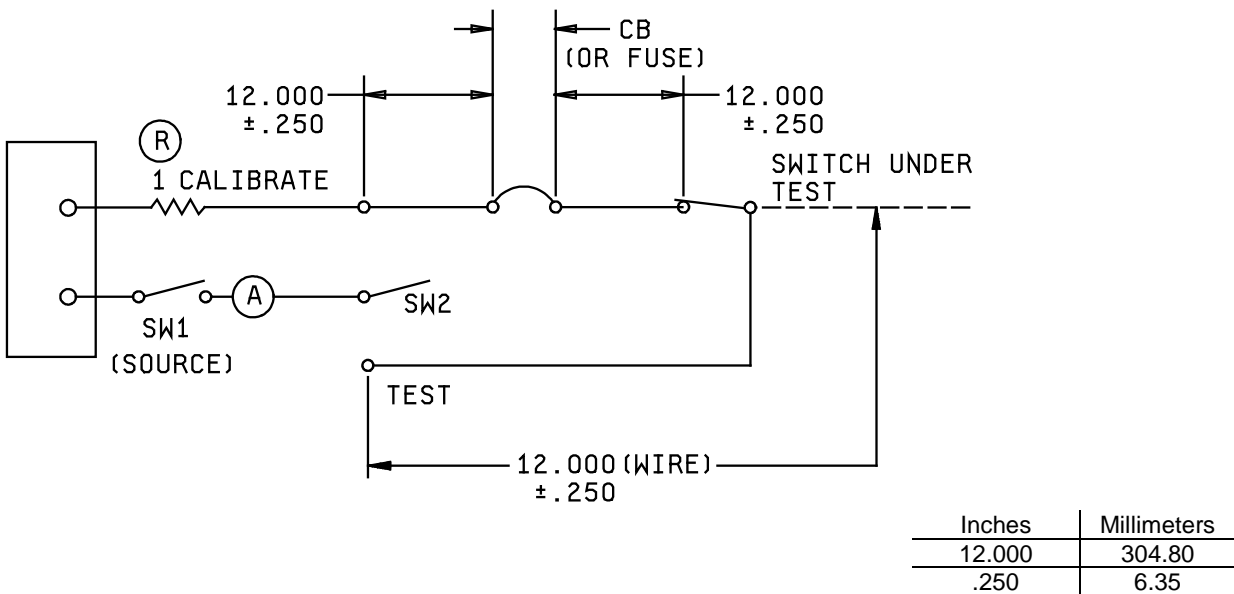 CB
(OR FUSE)
12.000
±.250
12.000
±.250
R
1 CALIBRATE
SWITCH UNDER
TEST
A
SW2
SW1
(SOURCE)
TEST
12.000 (WIRE)
±.250
Inches Millimeters
12.000 304.80
.250 6.35